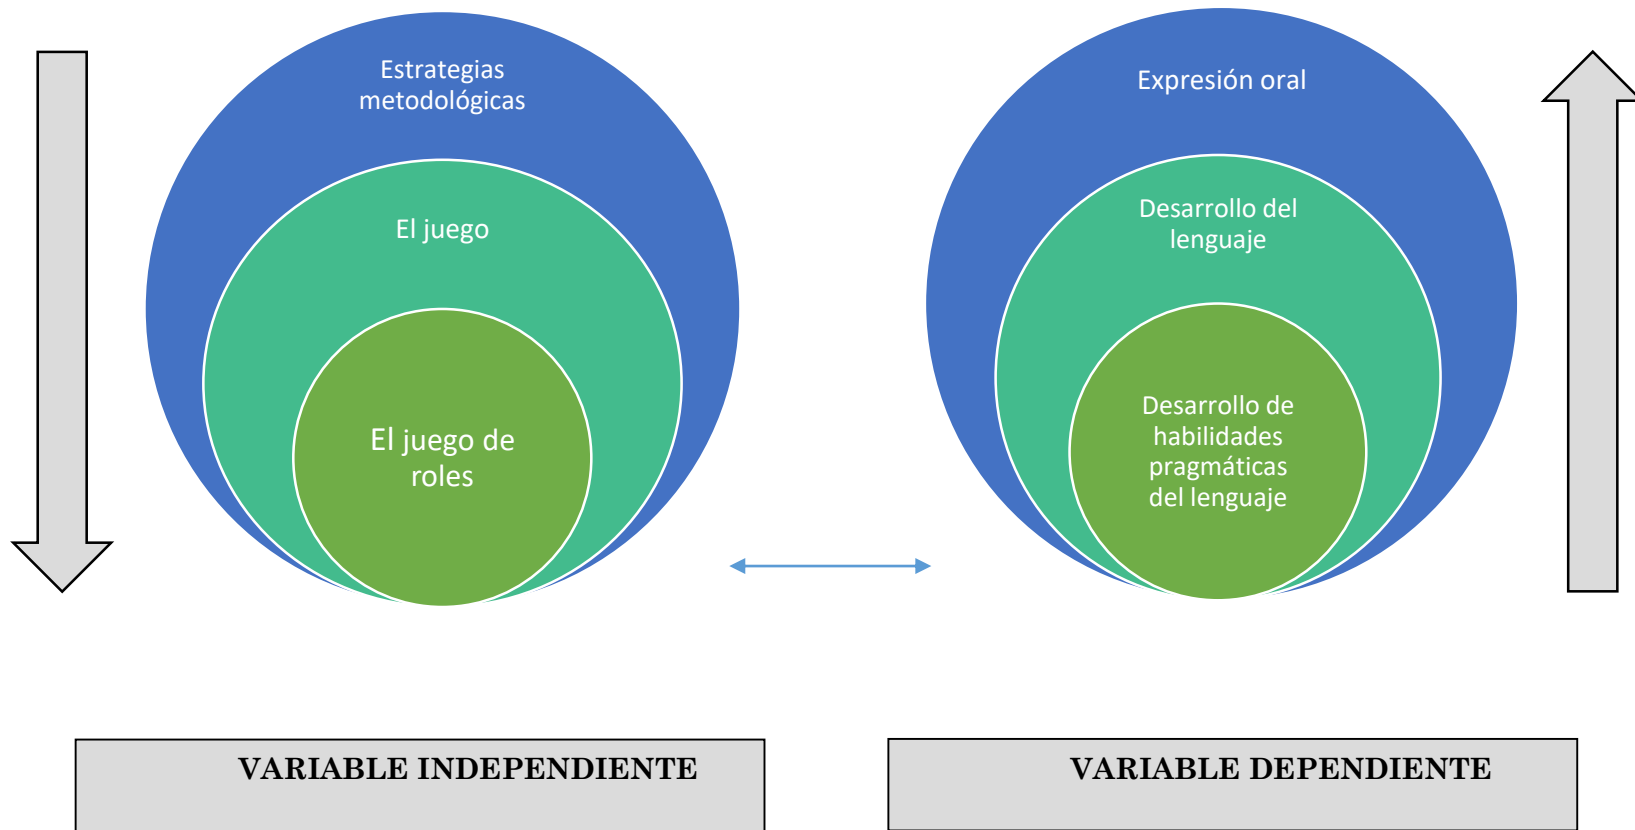 Estrategias
metodológicas
El juego
El juego de
roles
Expresión oral
Desarrollo del
lenguaje
Desarrollo de
habilidades
pragmáticas
del lenguaje
VARIABLE INDEPENDIENTE
VARIABLE DEPENDIENTE